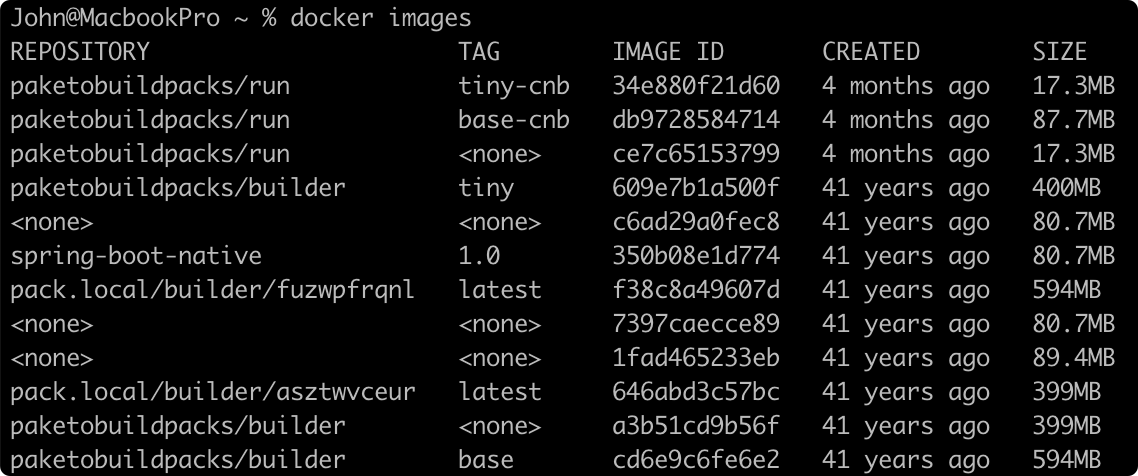 John@MacbookPro ~ % docker images
REPOSITORY TAG IMAGE ID CREATED SIZE
paketobuildpacks/run tiny-cnb 34e880f21d60 4 months ago 17.3MB
paketobuildpacks/run base-cnb db9728584714 4 months ago 87.7MB
paketobuildpacks/run <none> ce7c65153799 4 months ago 17.3MB
paketobuildpacks/builder tiny 609e7b1a500f 41 years ago 400MB
<none> <none> c6ad29a0fec8 41 years ago 80.7MB
spring-boot-native 1.0 350b08e1d774 41 years ago 80.7MB
pack.local/builder/fuzwpfrqnl latest f38c8a49607d 41 years ago 594MB
<none> <none> 7397caecce89 41 years ago 80.7MB
<none> <none> 1fad465233eb 41 years ago 89.4MB
pack.local/builder/asztwvceur latest 646abd3c57bc 41 years ago 399MB
paketobuildpacks/builder <none> a3b51cd9b56f 41 years ago 399MB
paketobuildpacks/builder base cd6e9c6fe6e2 41 years ago 594MB